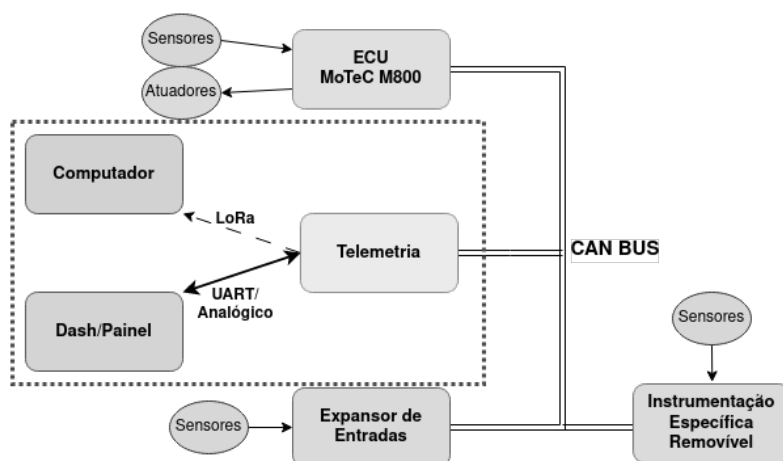 Sensores
ECU
MoTeC M800
Atuadores
Computador
LoRa
Telemetria
CAN BUS
UART/
Analógico
Dash/Painel
Sensores
Sensores
Expansor de
Entradas
Instrumentação
Específica
Removível